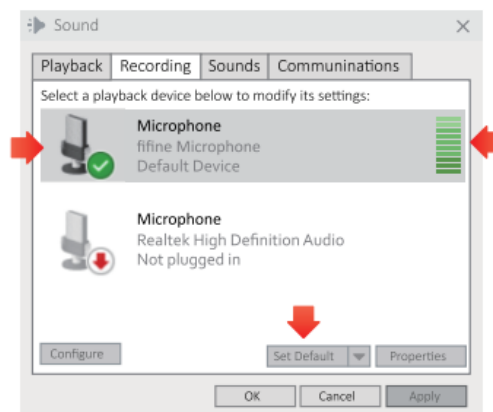 Sound
Playback Recording Sounds Communinations
Select a playback device below to modify its settings:
Microphone
fifine Microphone
Default Device
Microphone
Realtek High Definition Audio
Not plugged in
Configure Set Default Properties
OK Cancel Apply